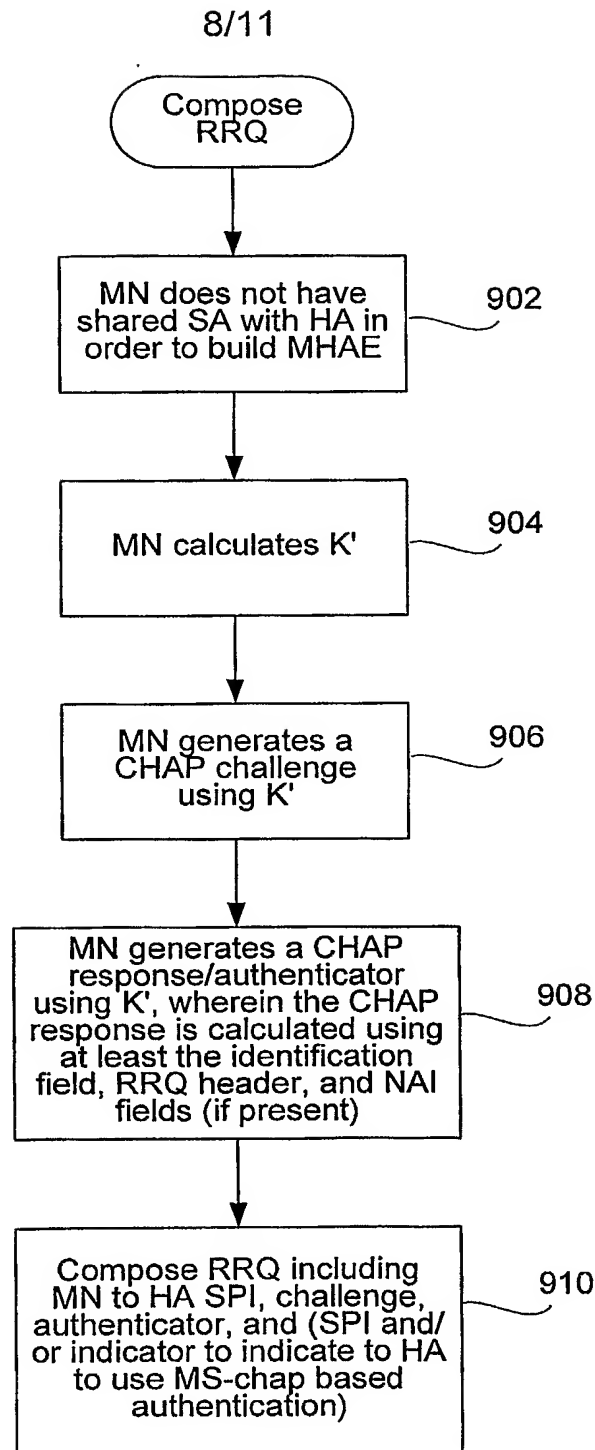 8/11
Compose
RRQ
MN does not have
shared SA with HA in
order to build MHAE
902
MN calculates K'
904
MN generates a
CHAP challenge
using K'
906
MN generates a CHAP
response/authenticator
using K', wherein the CHAP
response is calculated using
at least the identification
field, RRQ header, and NAI
fields (if present)
908
Compose RRQ including
MN to HA SPI, challenge,
authenticator, and (SPI and/
or indicator to indicate to HA
to use MS-chap based
authentication)
910